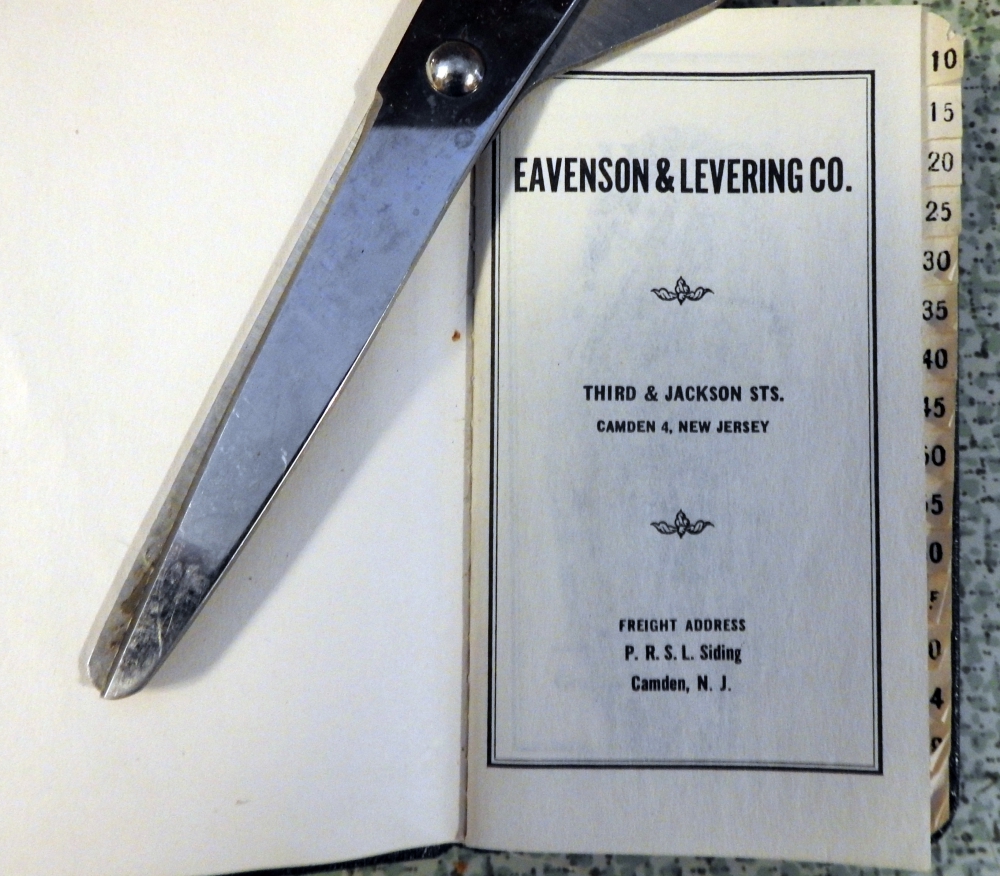 EAVENSON & LEVERING CO.
THIRD & JACKSON STS.
CAMDEN 4, NEW JERSEY
FREIGHT ADDRESS
P. R. S. L. Siding
Camden, N. J.
10
15
20
25
30
35
40
45